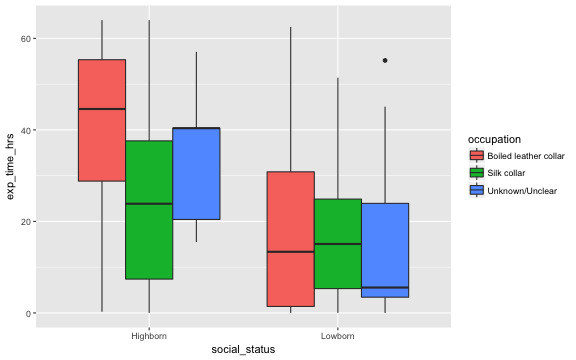 60
40
20
0
exp_time_hrs
Highborn
Lowborn
social_status
occupation
Boiled leather collar
Silk collar
Unknown/Unclear